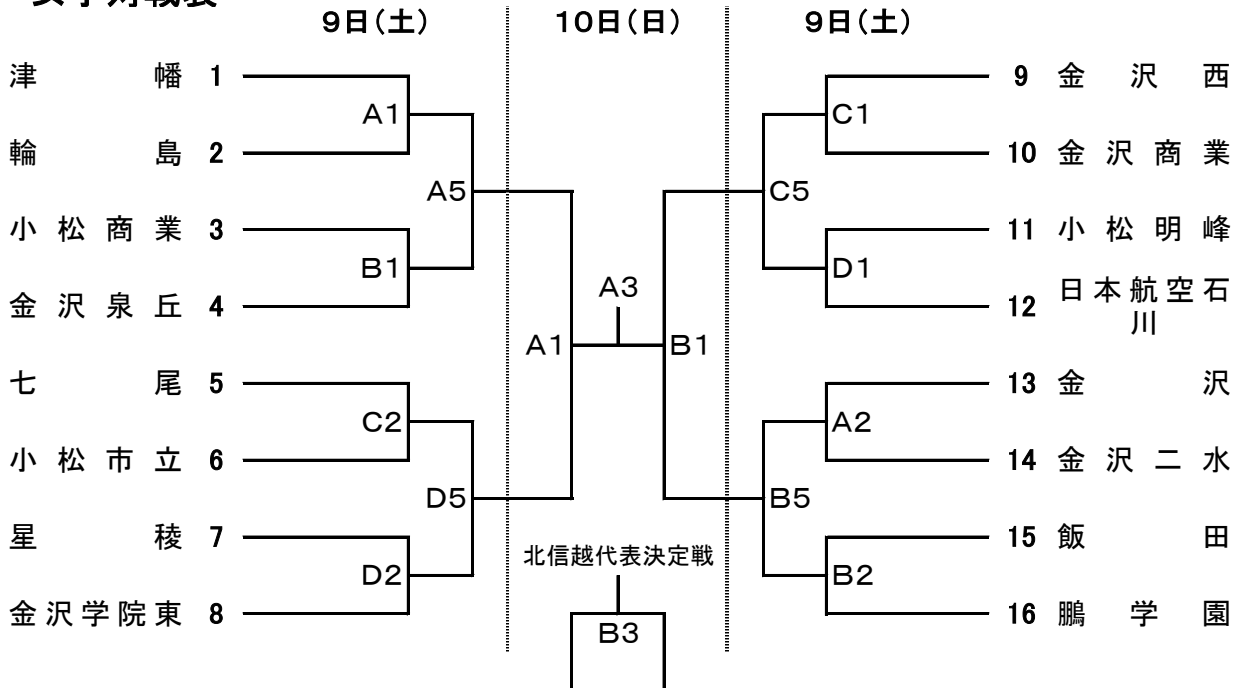 9日(土) 10日(日) 9日(土)
津幡 1
輪島 2
小松商業 3
金沢泉丘 4
七尾 5
小松市立 6
星稜 7
金沢学院東 8
A1
B1
C2
D2
A5
D5
A1
A3
B1
北信越代表決定戦
B3
C5
B5
C1
D1
A2
B2
9 金沢西
10 金沢商業
11 小松明峰
12 日本航空石
川
13 金沢
14 金沢二水
15 飯田
16 鵬学園